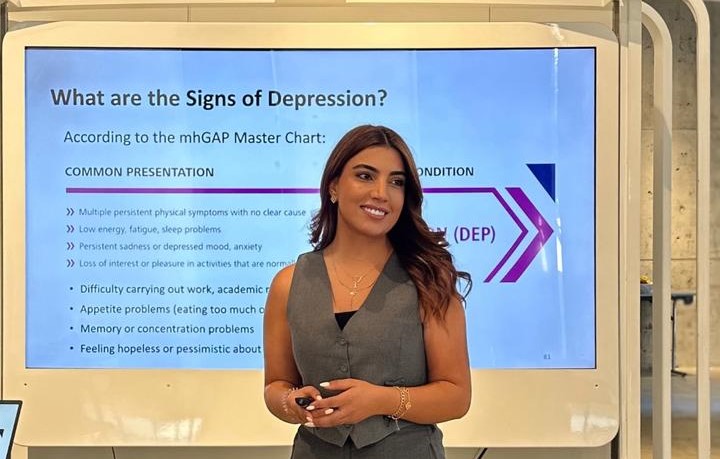 What are the Signs of Depression?
According to the mhGAP Master Chart:
COMMON PRESENTATION
CONDITION
Multiple persistent physical symptoms with no clear cause
Low energy, fatigue, sleep problems
(DEP)
Persistent sadness or depressed mood, anxiety
Loss of interest or pleasure in activities that are
• Difficulty carrying out work, academic
• Appetite problems (eating too much
• Memory or concentration problems
• Feeling hopeless or pessimistic about
81